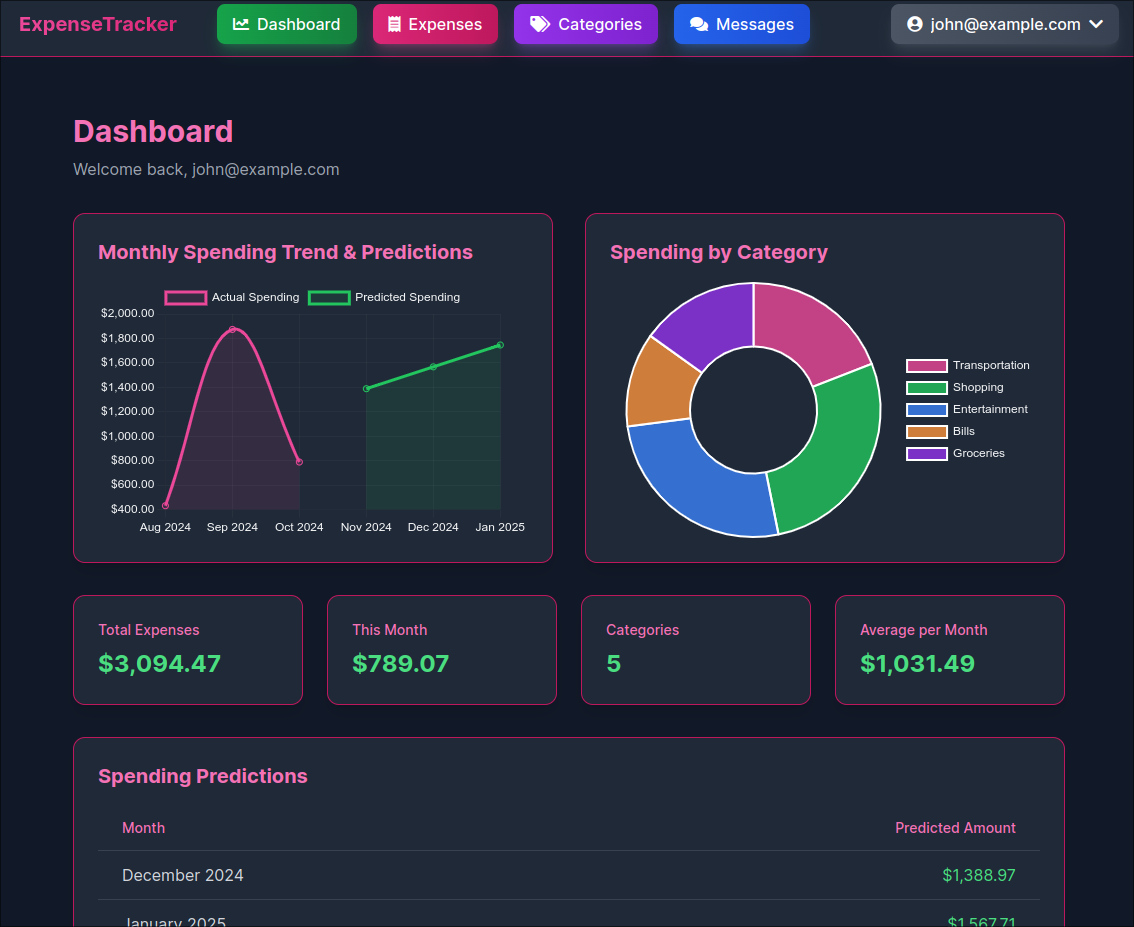 ExpenseTracker Dashboard Expenses Categories Messages john@example.com
Dashboard
Welcome back, john@example.com
Monthly Spending Trend & Predictions
Actual Spending Predicted Spending
$2,000.00
$1,800.00
$1,600.00
$1,400.00
$1,200.00
$1,000.00
$800.00
$600.00
$400.00
Aug 2024 Sep 2024 Oct 2024 Nov 2024 Dec 2024 Jan 2025
Spending by Category
Transportation
Shopping
Entertainment
Bills
Groceries
Total Expenses
$3,094.47
This Month
$789.07
Categories
5
Average per Month
$1,031.49
Spending Predictions
Month Predicted Amount
December 2024 $1,388.97
January 2025 $1,567.71